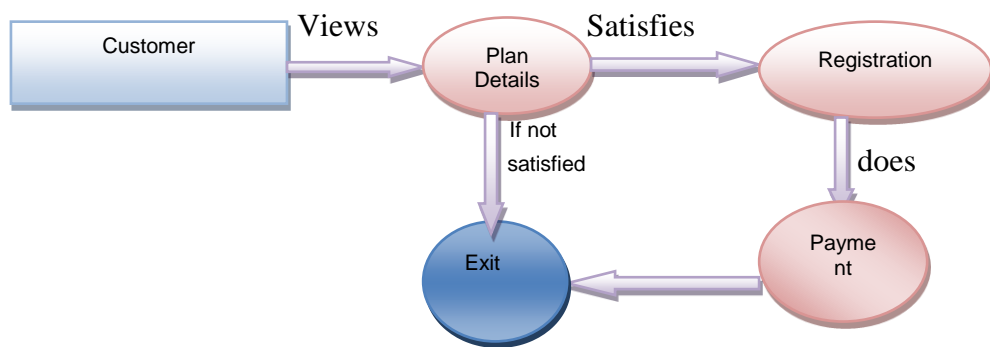 Customer
Views
Plan
Details
Satisfies
Registration
If not
satisfied
does
Payme
nt
Exit